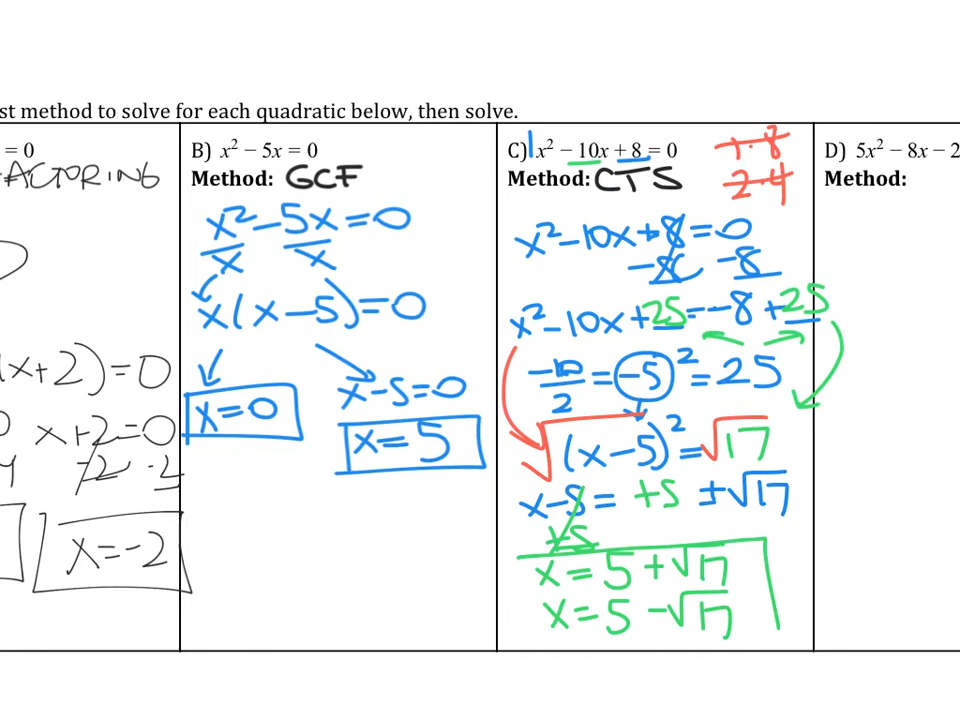 st method to solve for each quadratic below, then solve.
= 0
ACTORING
(x+2)=0
x+2=0
-2 -2
x=-2
B) x² − 5x = 0
Method: GCF
x²-5x=0
x x
x(x-5)=0
x=0
x-5=0
x=5
C) 1x² − 10x + 8 = 0
1·8
Method: CTS
2·4
x²-10x+8=0
-8 -8
x²-10x+25=-8+25
-10/2=(-5)²=25
√(x-5)²=√17
x-5= +5 ±√17
+5
x=5+√17
x=5-√17
D) 5x² − 8x − 2
Method: